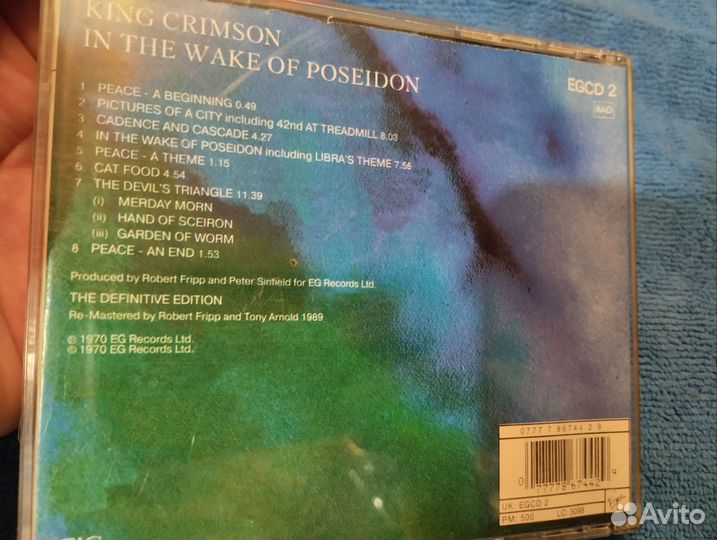 KING CRIMSON
IN THE WAKE OF POSEIDON
EGCD 2
AAD
1 PEACE - A BEGINNING 0.49
2 PICTURES OF A CITY including 42nd AT TREADMILL 8.03
3 CADENCE AND CASCADE 4.27
4 IN THE WAKE OF POSEIDON including LIBRA'S THEME 7.56
5 PEACE - A THEME 1.15
6 CAT FOOD 4.54
7 THE DEVIL'S TRIANGLE 11.39
(i) MERDAY MORN
(ii) HAND OF SCEIRON
(iii) GARDEN OF WORM
8 PEACE - AN END 1.53
Produced by Robert Fripp and Peter Sinfield for EG Records Ltd.
THE DEFINITIVE EDITION
Re-Mastered by Robert Fripp and Tony Arnold 1989
℗ 1970 EG Records Ltd.
© 1970 EG Records Ltd.
0777 7 86744 2 9
0 77778 67442 9
UK: EGCD 2
PM: 500 LC: 3098
Virgin
Avito